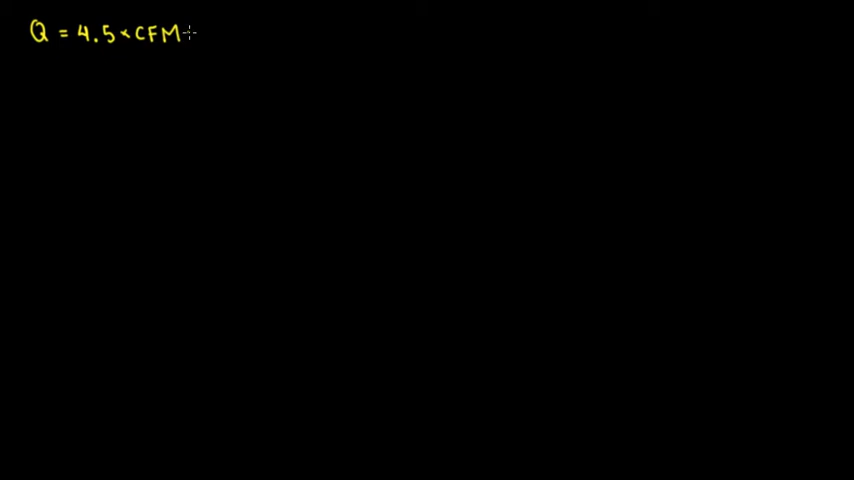 Q = 4.5 × CFM